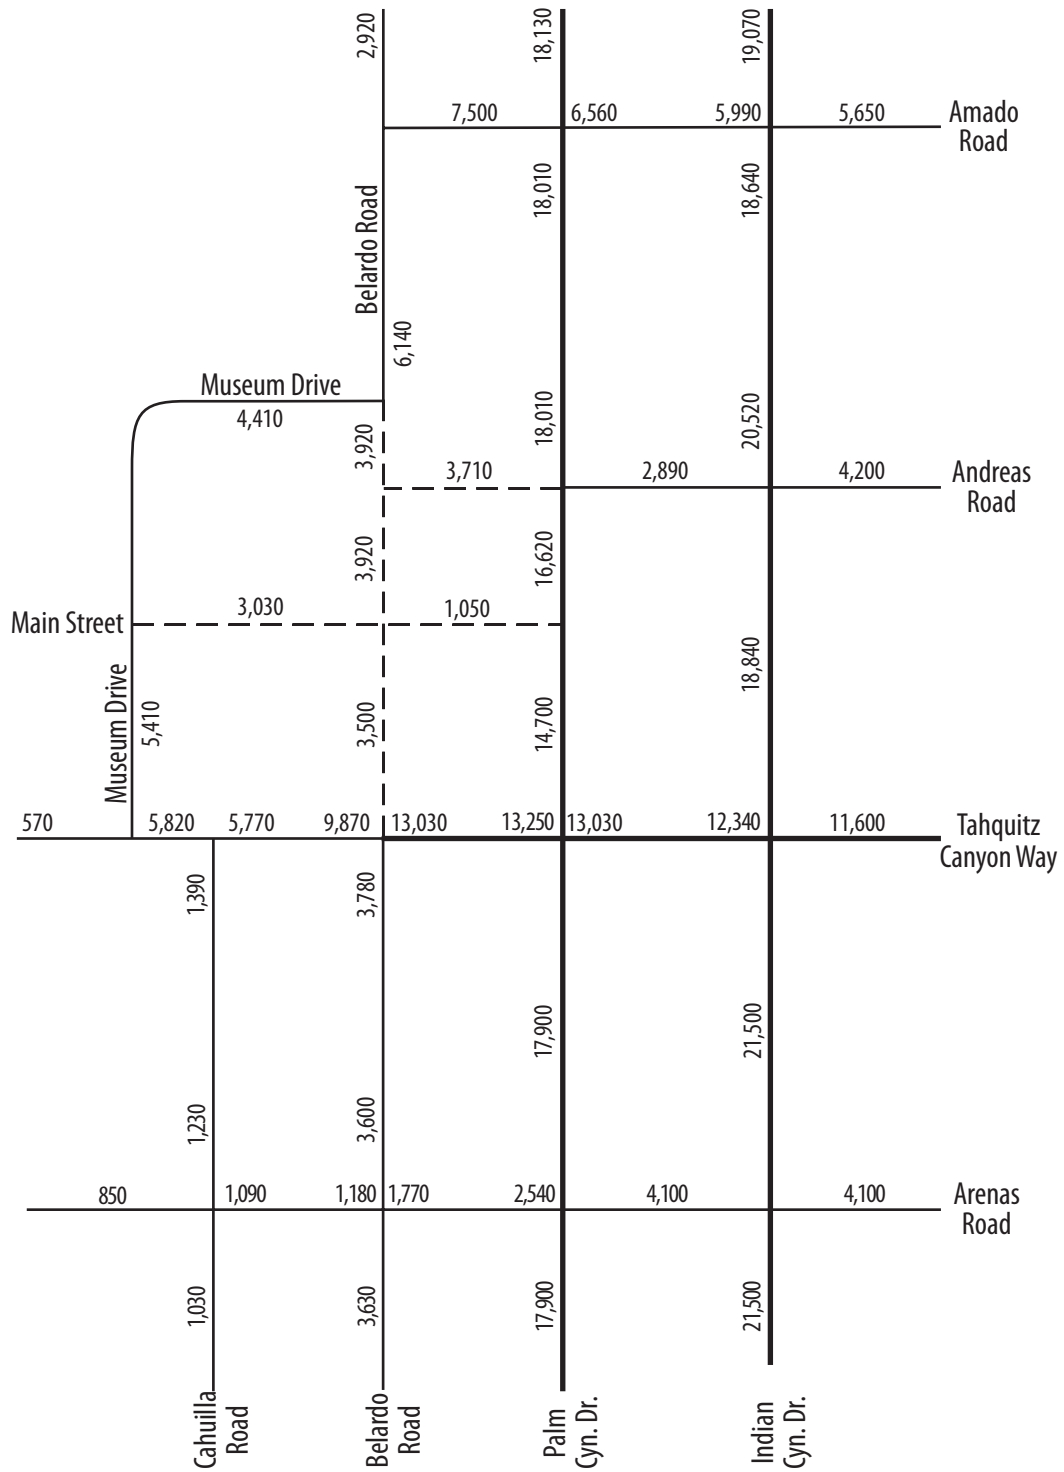 2,920
18,130
19,070
7,500
6,560
5,990
5,650
Amado
Road
Belardo Road
18,010
18,640
6,140
Museum Drive
4,410
3,920
18,010
20,520
3,710
2,890
4,200
Andreas
Road
3,920
16,620
Main Street
3,030
1,050
18,840
Museum Drive
5,410
3,500
14,700
570
5,820
5,770
9,870
13,030
13,250
13,030
12,340
11,600
Tahquitz
Canyon Way
1,390
3,780
17,900
21,500
1,230
3,600
850
1,090
1,180
1,770
2,540
4,100
4,100
Arenas
Road
1,030
3,630
17,900
21,500
Cahuilla
Road
Belardo
Road
Palm
Cyn. Dr.
Indian
Cyn. Dr.